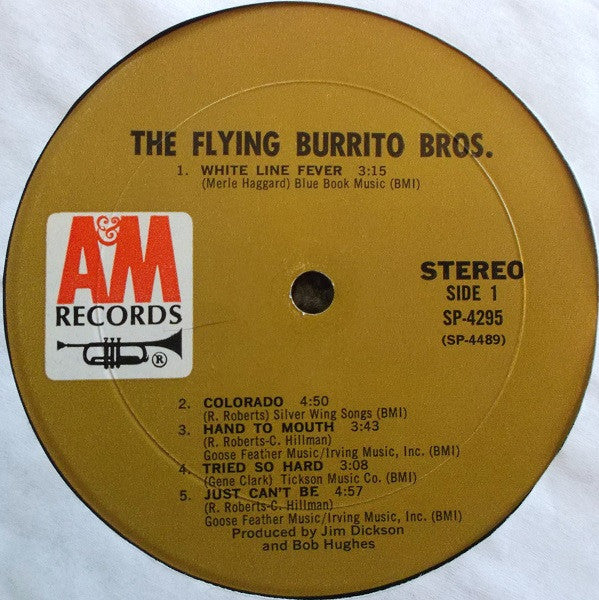 THE FLYING BURRITO BROS.
1. WHITE LINE FEVER 3:15
(Merle Haggard) Blue Book Music (BMI)
A&M
RECORDS
®
STEREO
SIDE 1
SP-4295
(SP-4489)
2. COLORADO 4:50
(R. Roberts) Silver Wing Songs (BMI)
3. HAND TO MOUTH 3:43
(R. Roberts-C. Hillman)
Goose Feather Music/Irving Music, Inc. (BMI)
4. TRIED SO HARD 3:08
(Gene Clark) Tickson Music Co. (BMI)
5. JUST CAN'T BE 4:57
(R. Roberts-C. Hillman)
Goose Feather Music/Irving Music, Inc. (BMI)
Produced by Jim Dickson
and Bob Hughes